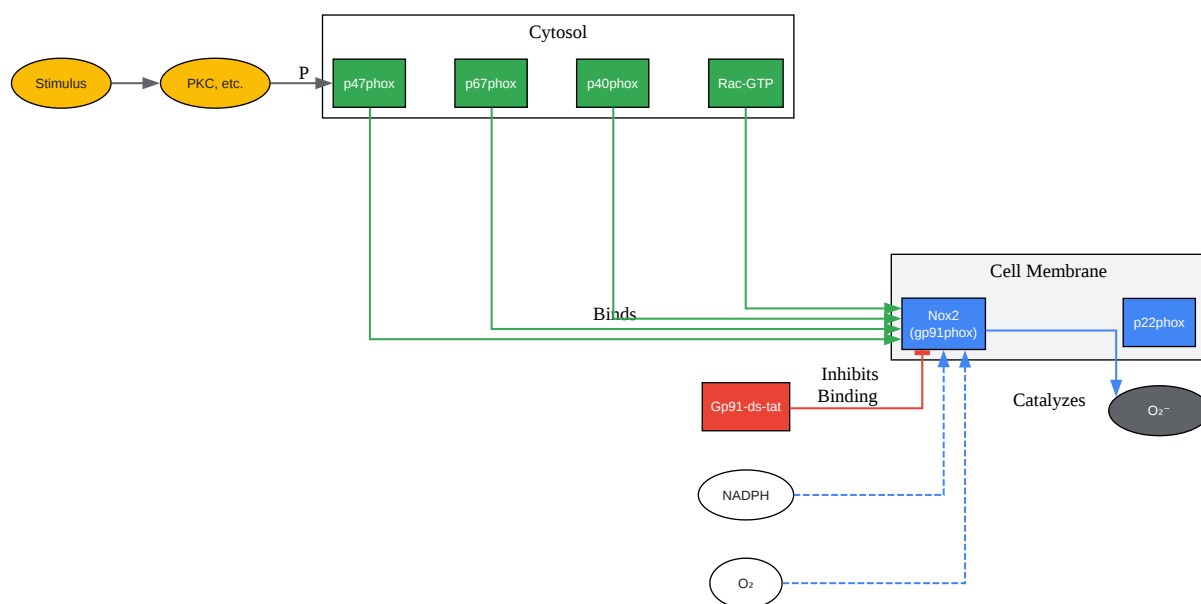 Cytosol
Stimulus
PKC, etc.
P
p47phox
p67phox
p40phox
Rac-GTP
Cell Membrane
Binds
Nox2
(gp91phox)
p22phox
Inhibits
Binding
Gp91-ds-tat
Catalyzes
O₂⁻
NADPH
O₂